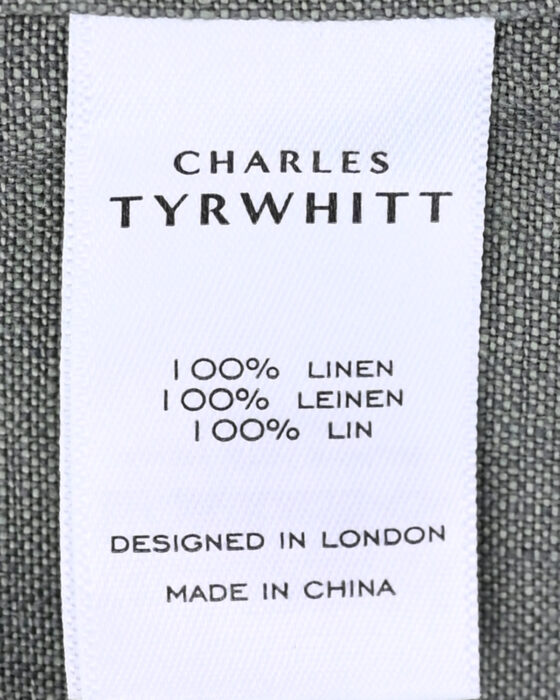 CHARLES
TYRWHITT
100% LINEN
100% LEINEN
100% LIN
DESIGNED IN LONDON
MADE IN CHINA